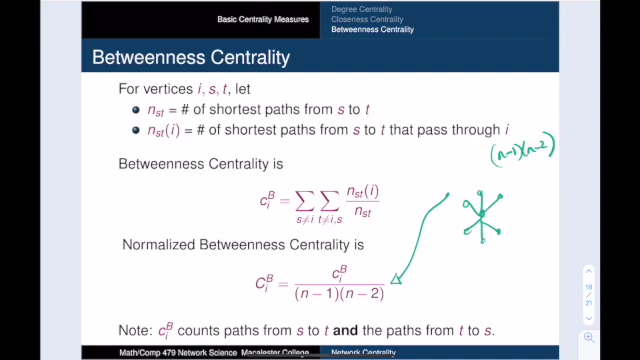 Basic Centrality Measures
Degree Centrality
Closeness Centrality
Betweenness Centrality
Betweenness Centrality
For vertices i, s, t, let
n_st = # of shortest paths from s to t
n_st(i) = # of shortest paths from s to t that pass through i
(n-1)(n-2)
Betweenness Centrality is
c_i^B = ∑_{s≠i} ∑_{t≠i,s} n_st(i) / n_st
Normalized Betweenness Centrality is
C_i^B = c_i^B / (n − 1)(n − 2)
Note: c_i^B counts paths from s to t and the paths from t to s.
18
21
Math/Comp 479 Network Science Macalester College Network Centrality